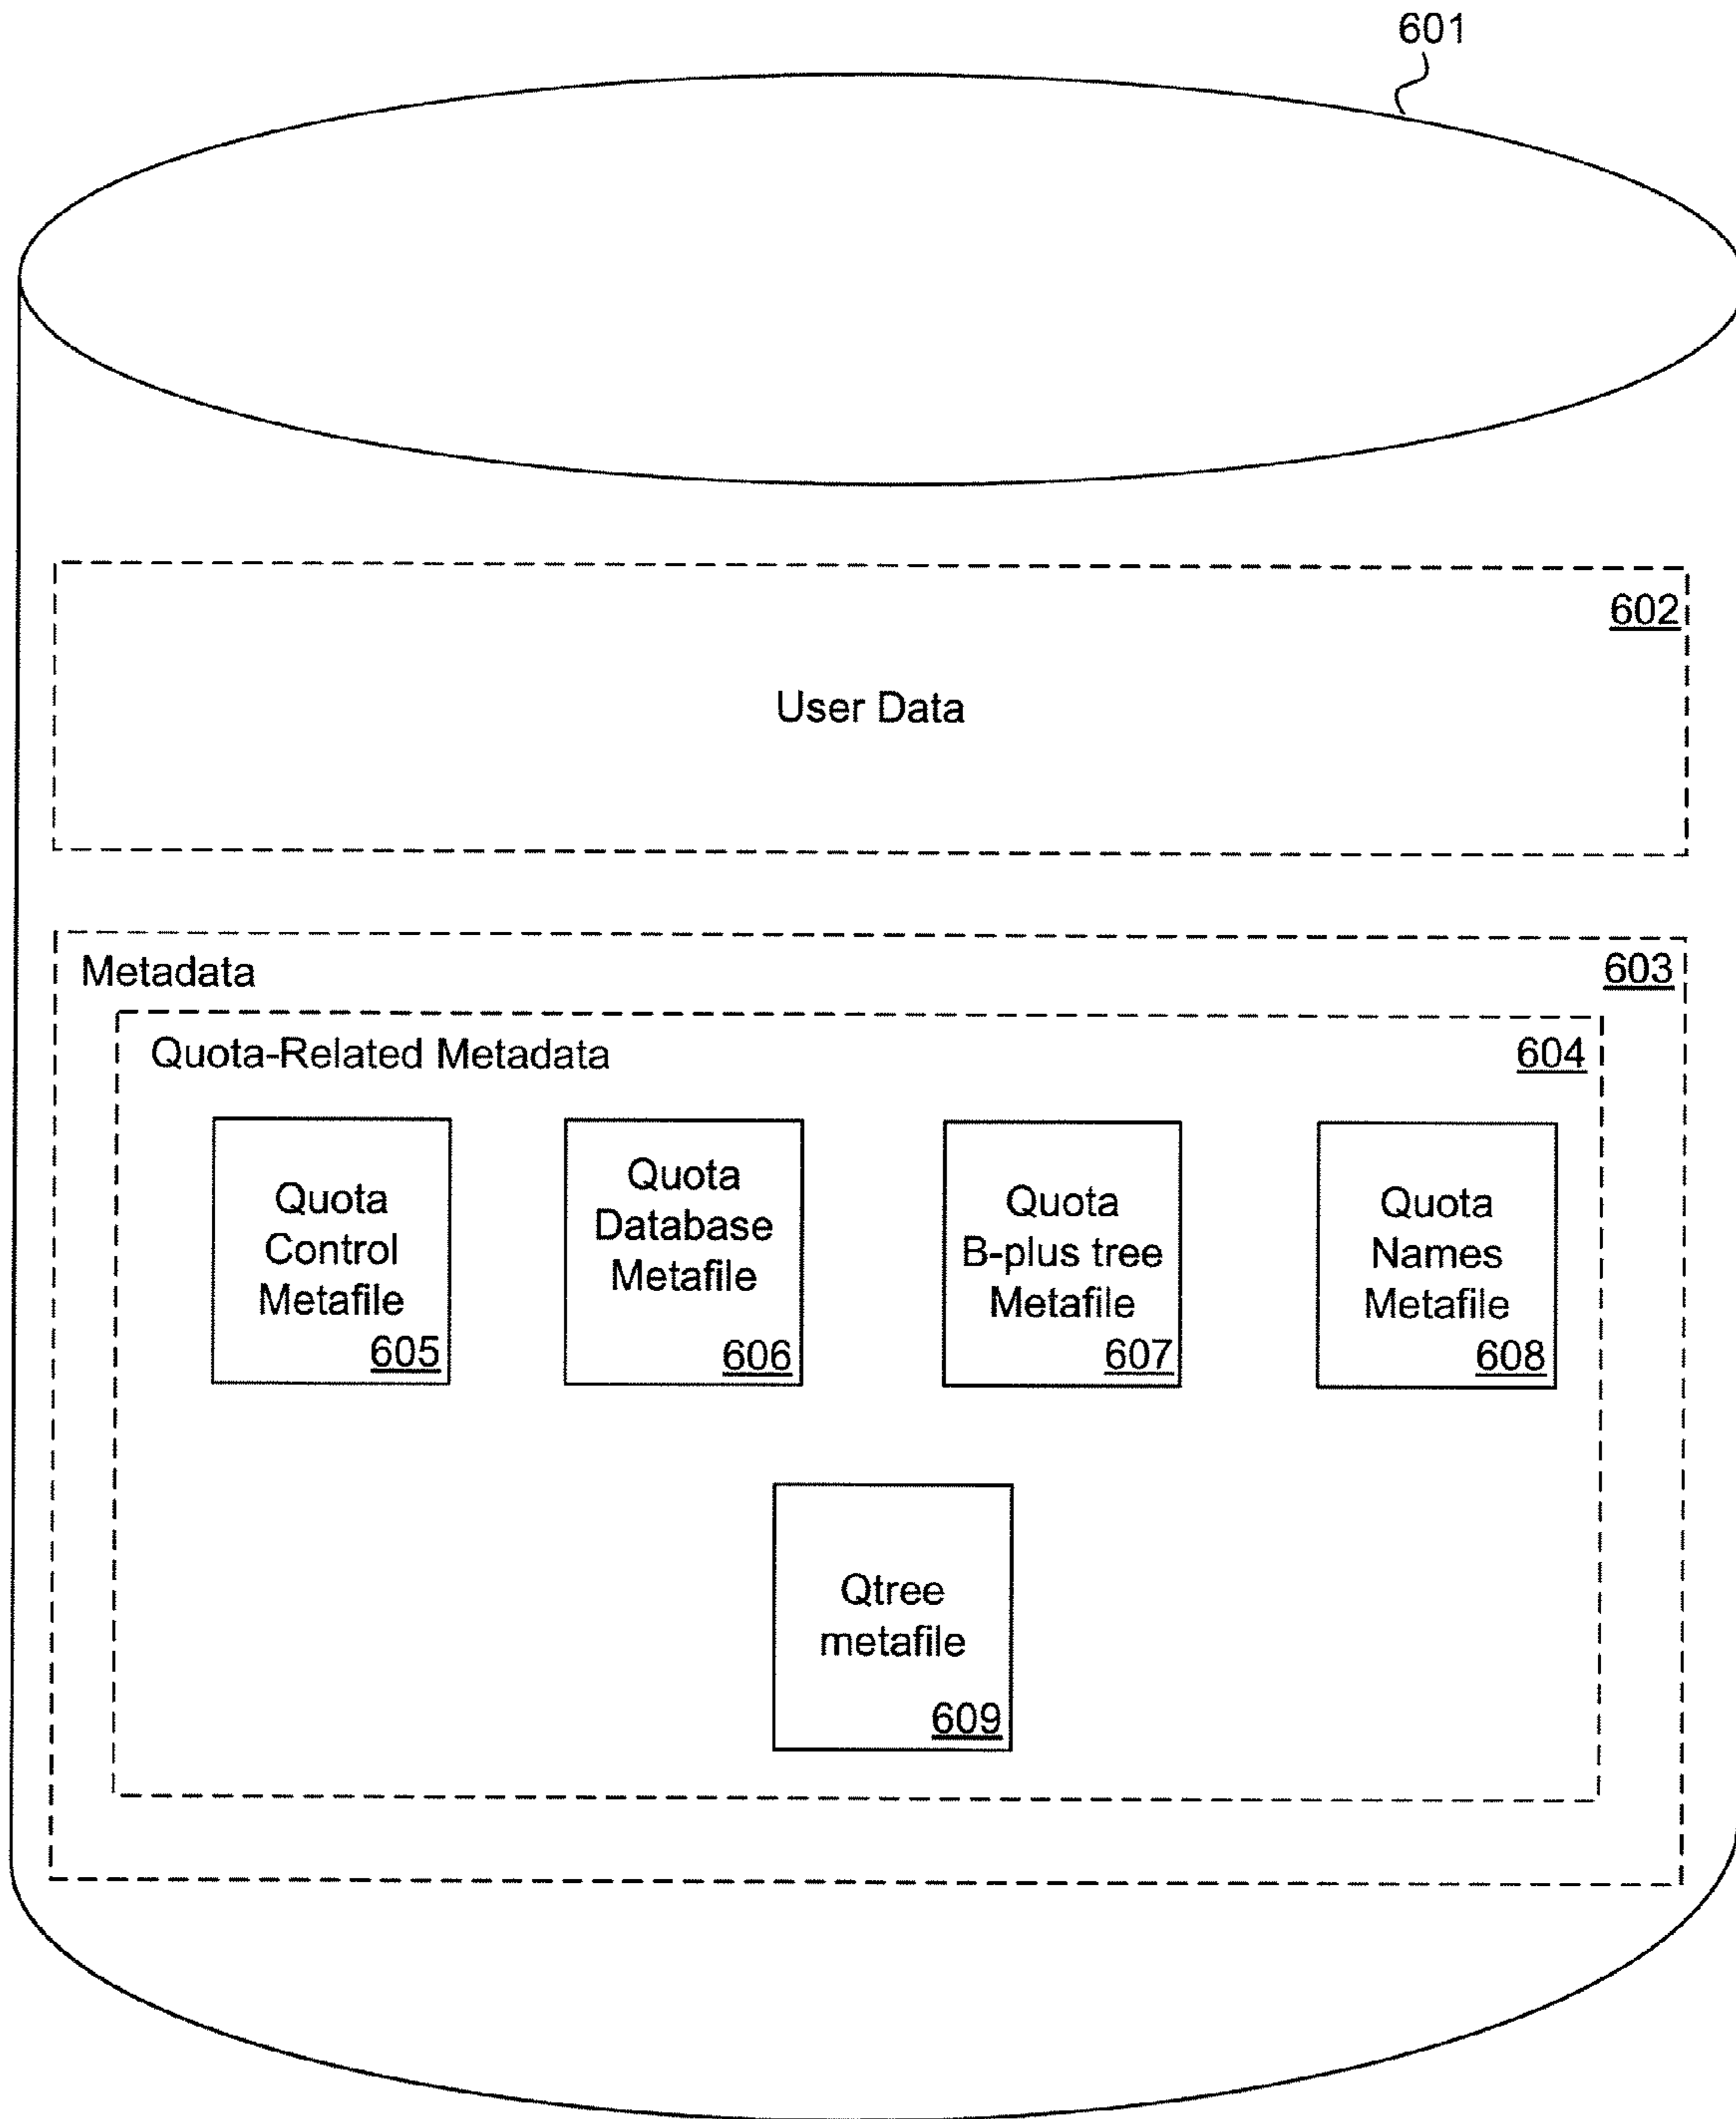 601
602
User Data
Metadata
603
Quota-Related Metadata
604
Quota
Control
Metafile
605
Quota
Database
Metafile
606
Quota
B-plus tree
Metafile
607
Quota
Names
Metafile
608
Qtree
metafile
609